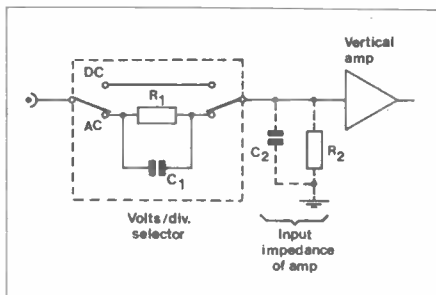 Vertical
amp
DC
R1
AC
C1
C2
R2
Volts/div.
selector
Input
impedance
of amp